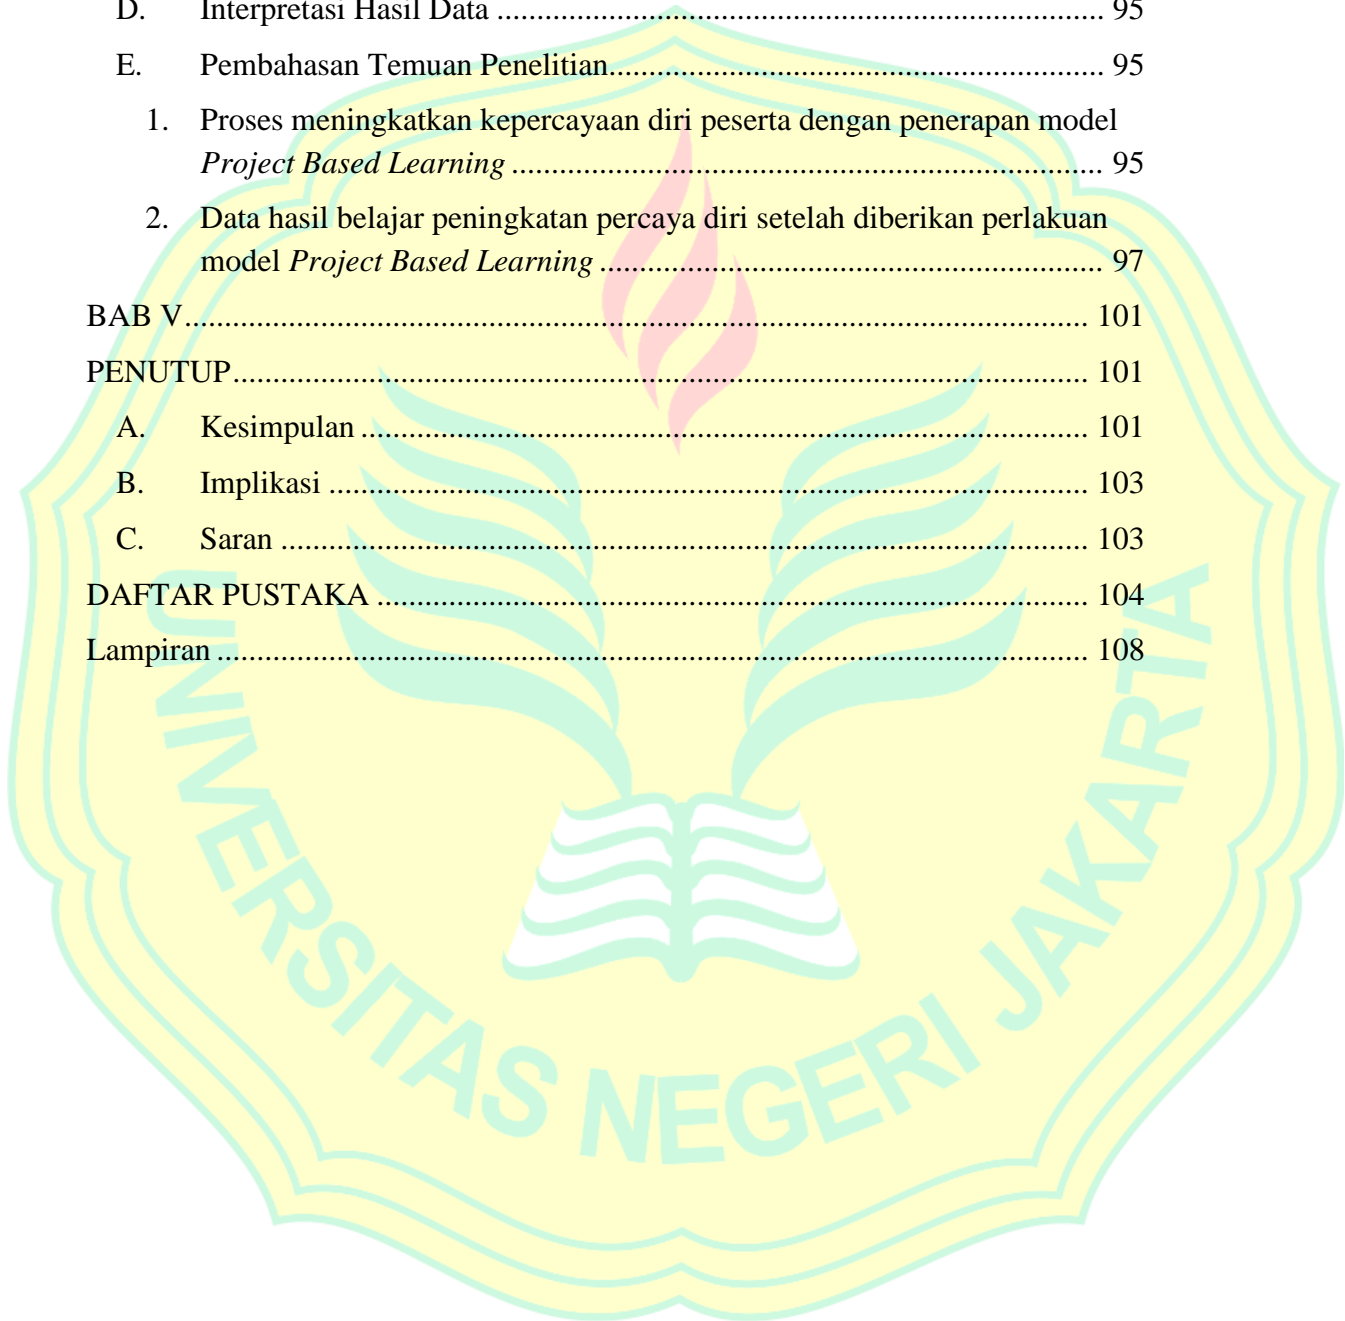 D. Interpretasi Hasil Data ........................................................................... 95
E. Pembahasan Temuan Penelitian............................................................. 95
1. Proses meningkatkan kepercayaan diri peserta dengan penerapan model
Project Based Learning ......................................................................... 95
2. Data hasil belajar peningkatan percaya diri setelah diberikan perlakuan
model Project Based Learning .............................................................. 97
BAB V............................................................................................................... 101
PENUTUP......................................................................................................... 101
A. Kesimpulan ......................................................................................... 101
B. Implikasi ............................................................................................. 103
C. Saran ................................................................................................... 103
DAFTAR PUSTAKA ....................................................................................... 104
Lampiran ........................................................................................................... 108
UNIVERSITAS NEGERI JAKARTA